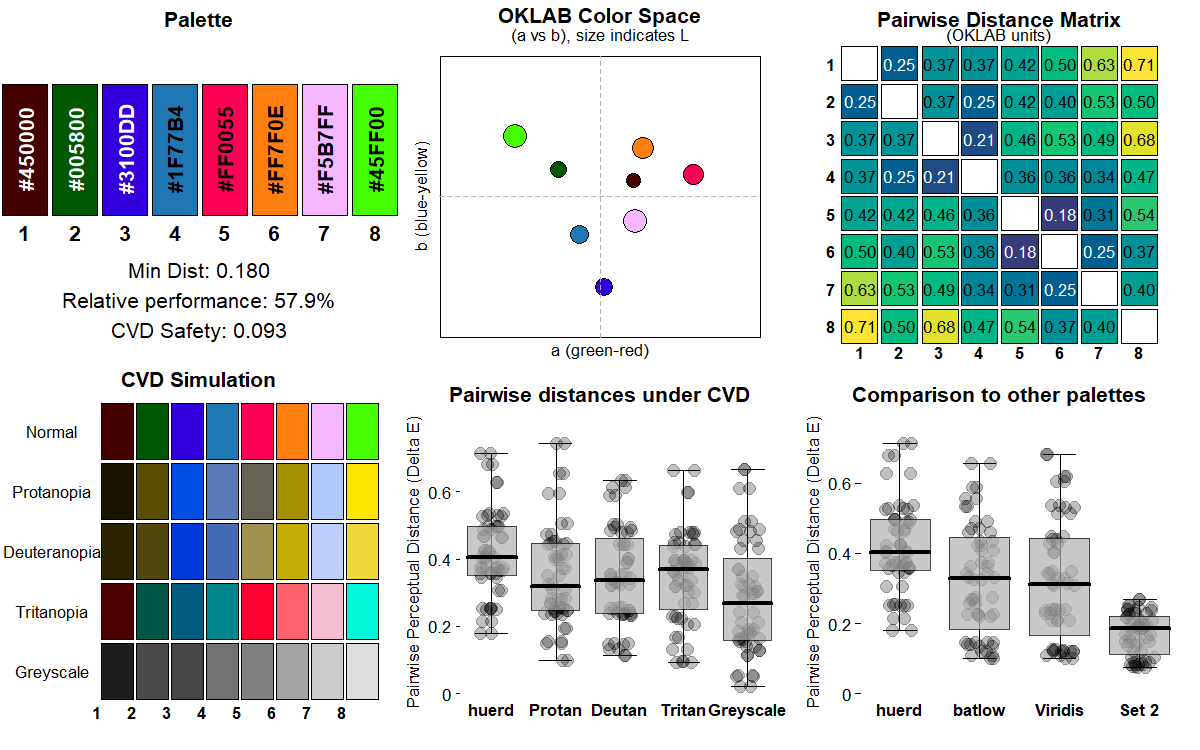 Palette
#450000
#005800
#3100DD
#1F77B4
#FF0055
#FF7F0E
#F5B7FF
#45FF00
1 2 3 4 5 6 7 8
Min Dist: 0.180
Relative performance: 57.9%
CVD Safety: 0.093
OKLAB Color Space
(a vs b), size indicates L
b (blue-yellow)
a (green-red)
Pairwise Distance Matrix
(OKLAB units)
1 0.25 0.37 0.37 0.42 0.50 0.63 0.71
2 0.25 0.37 0.25 0.42 0.40 0.53 0.50
3 0.37 0.37 0.21 0.46 0.53 0.49 0.68
4 0.37 0.25 0.21 0.36 0.36 0.34 0.47
5 0.42 0.42 0.46 0.36 0.18 0.31 0.54
6 0.50 0.40 0.53 0.36 0.18 0.25 0.37
7 0.63 0.53 0.49 0.34 0.31 0.25 0.40
8 0.71 0.50 0.68 0.47 0.54 0.37 0.40
1 2 3 4 5 6 7 8
CVD Simulation
Normal
Protanopia
Deuteranopia
Tritanopia
Greyscale
1 2 3 4 5 6 7 8
Pairwise distances under CVD
Pairwise Perceptual Distance (Delta E)
0.6
0.4
0.2
0
huerd Protan Deutan Tritan Greyscale
Comparison to other palettes
Pairwise Perceptual Distance (Delta E)
0.6
0.4
0.2
0
huerd batlow Viridis Set 2